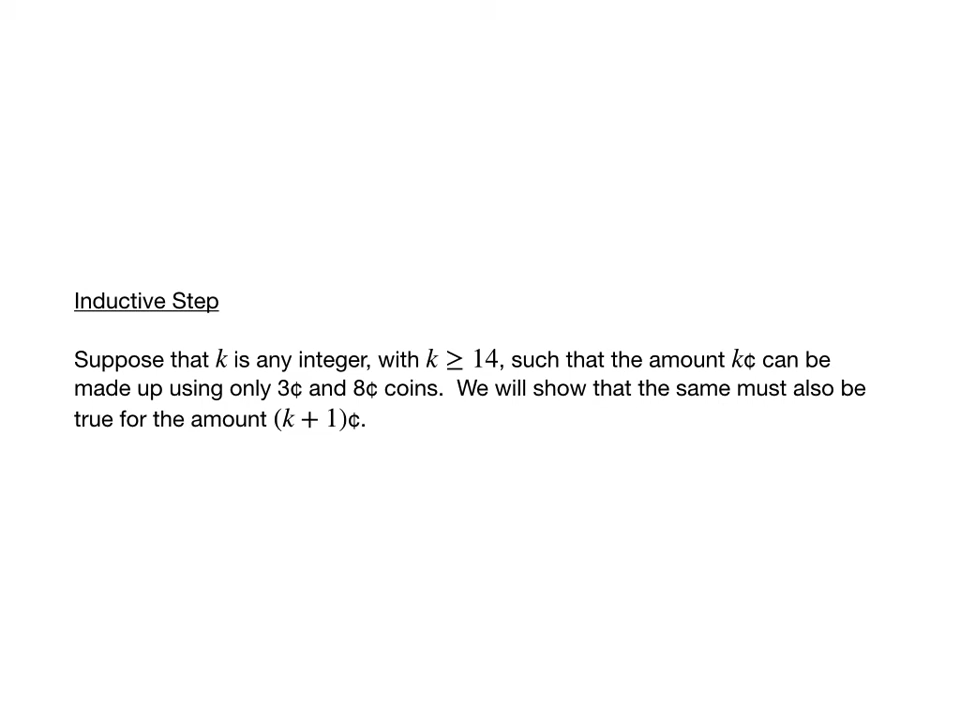 Inductive Step
Suppose that k is any integer, with k ≥ 14, such that the amount k¢ can be
made up using only 3¢ and 8¢ coins.  We will show that the same must also be
true for the amount (k + 1)¢.